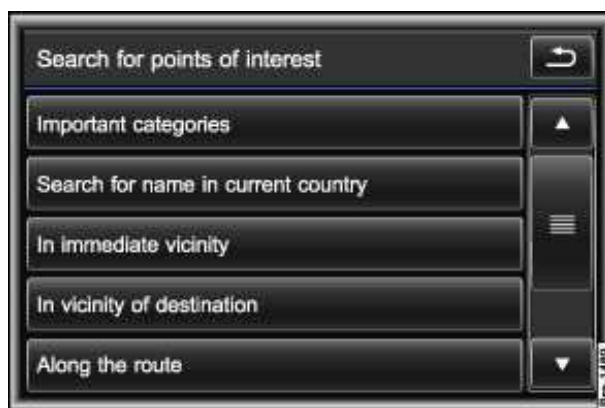 Search for points of interest
Important categories
Search for name in current country
In immediate vicinity
In vicinity of destination
Along the route